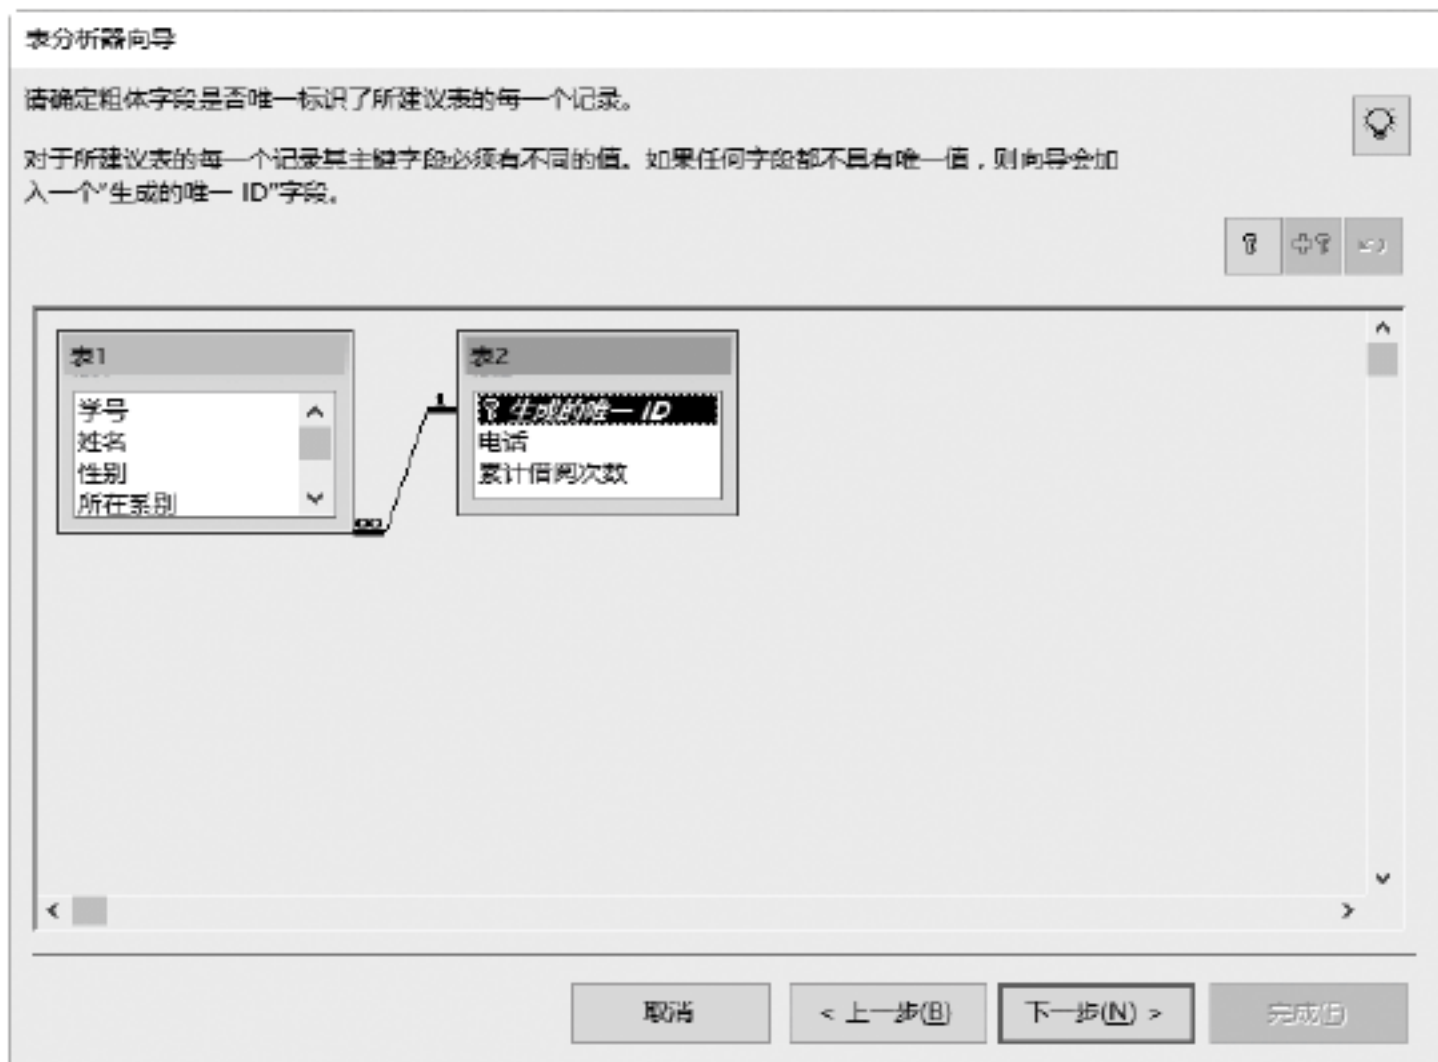 表分析器向导
请确定粗体字段是否唯一标识了所建议表的每一个记录。
对于所建议表的每一个记录其主键字段必须有不同的值。如果任何字段都不具有唯一值，则向导会加
入一个"生成的唯一 ID"字段。
表1
学号
姓名
性别
所在系别
表2
生成的唯一 ID
电话
累计借阅次数
1
∞
取消
< 上一步(B)
下一步(N) >
完成(F)